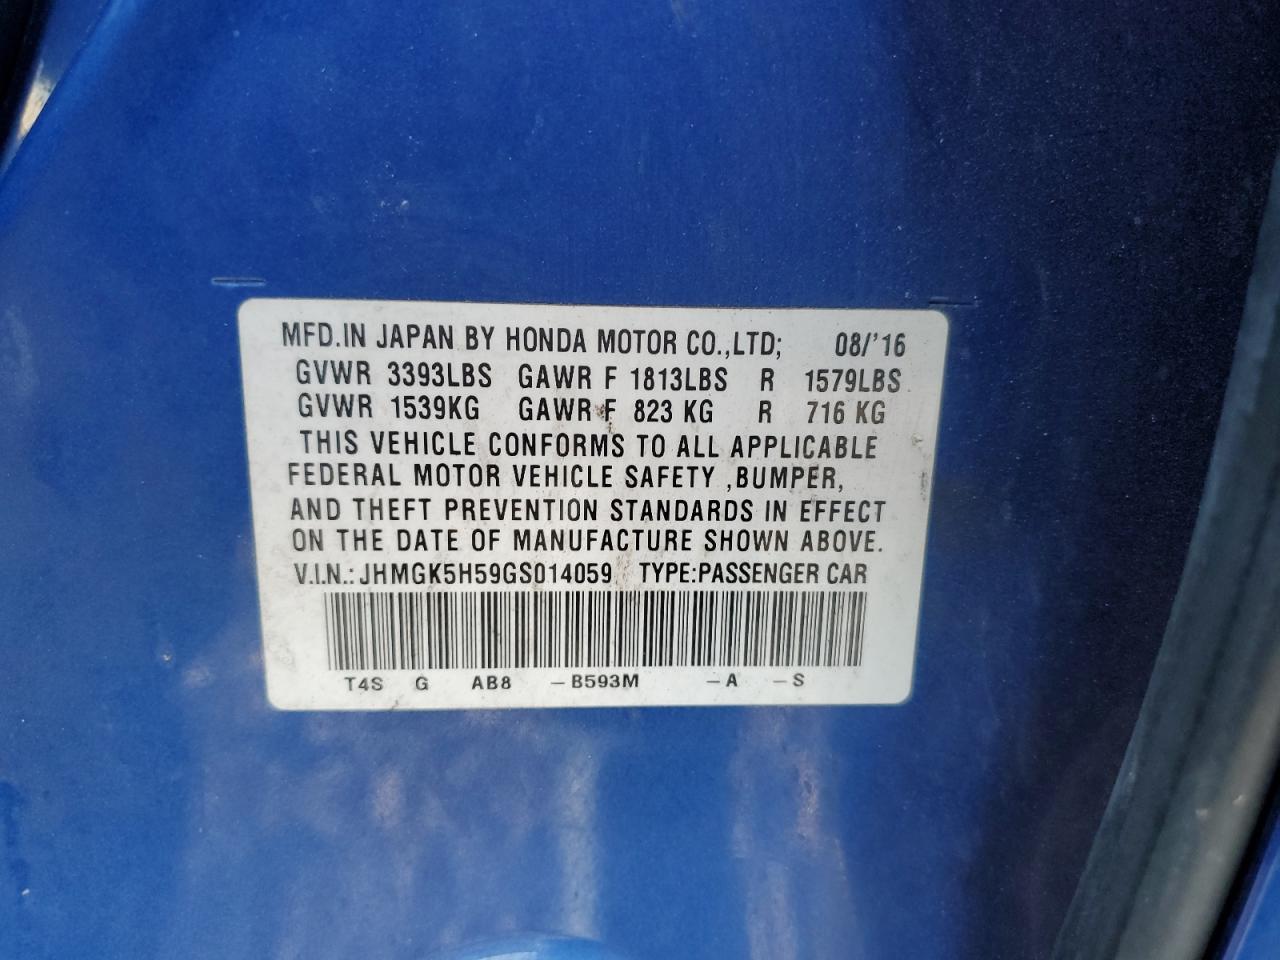 MFD.IN JAPAN BY HONDA MOTOR CO.,LTD; 08/'16
GVWR 3393LBS GAWR F 1813LBS R 1579LBS
GVWR 1539KG GAWR F 823 KG R 716 KG
THIS VEHICLE CONFORMS TO ALL APPLICABLE
FEDERAL MOTOR VEHICLE SAFETY ,BUMPER,
AND THEFT PREVENTION STANDARDS IN EFFECT
ON THE DATE OF MANUFACTURE SHOWN ABOVE.
V.I.N.: JHMGK5H59GS014059 TYPE:PASSENGER CAR
T4S G AB8 –B593M –A –S